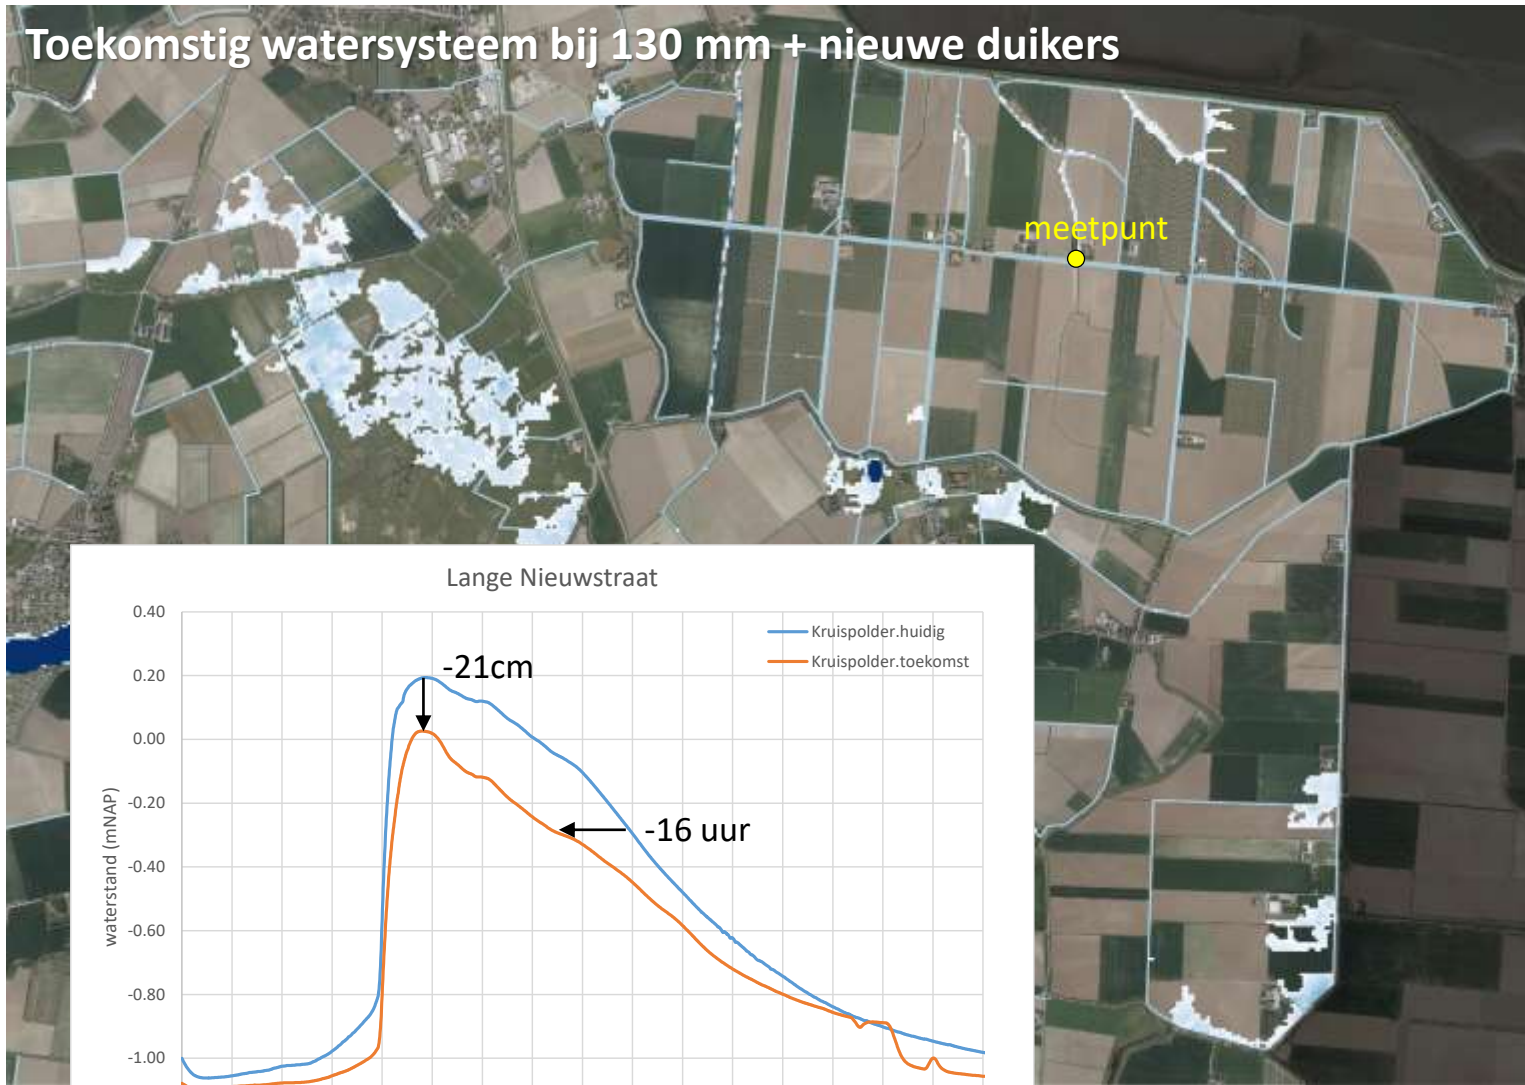 Toekomstig watersysteem bij 130 mm + nieuwe duikers
meetpunt
Lange Nieuwstraat
0.40
0.20
0.00
-0.20
-0.40
-0.60
-0.80
-1.00
waterstand (mNAP)
Kruispolder.huidig
Kruispolder.toekomst
-21cm
-16 uur